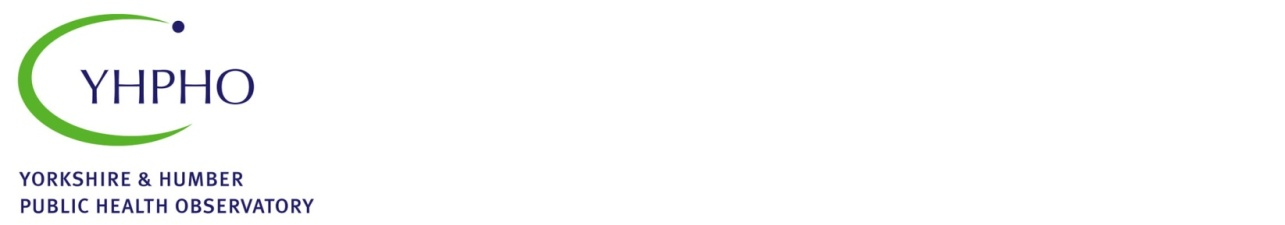 YHPHO
YORKSHIRE & HUMBER
PUBLIC HEALTH OBSERVATORY